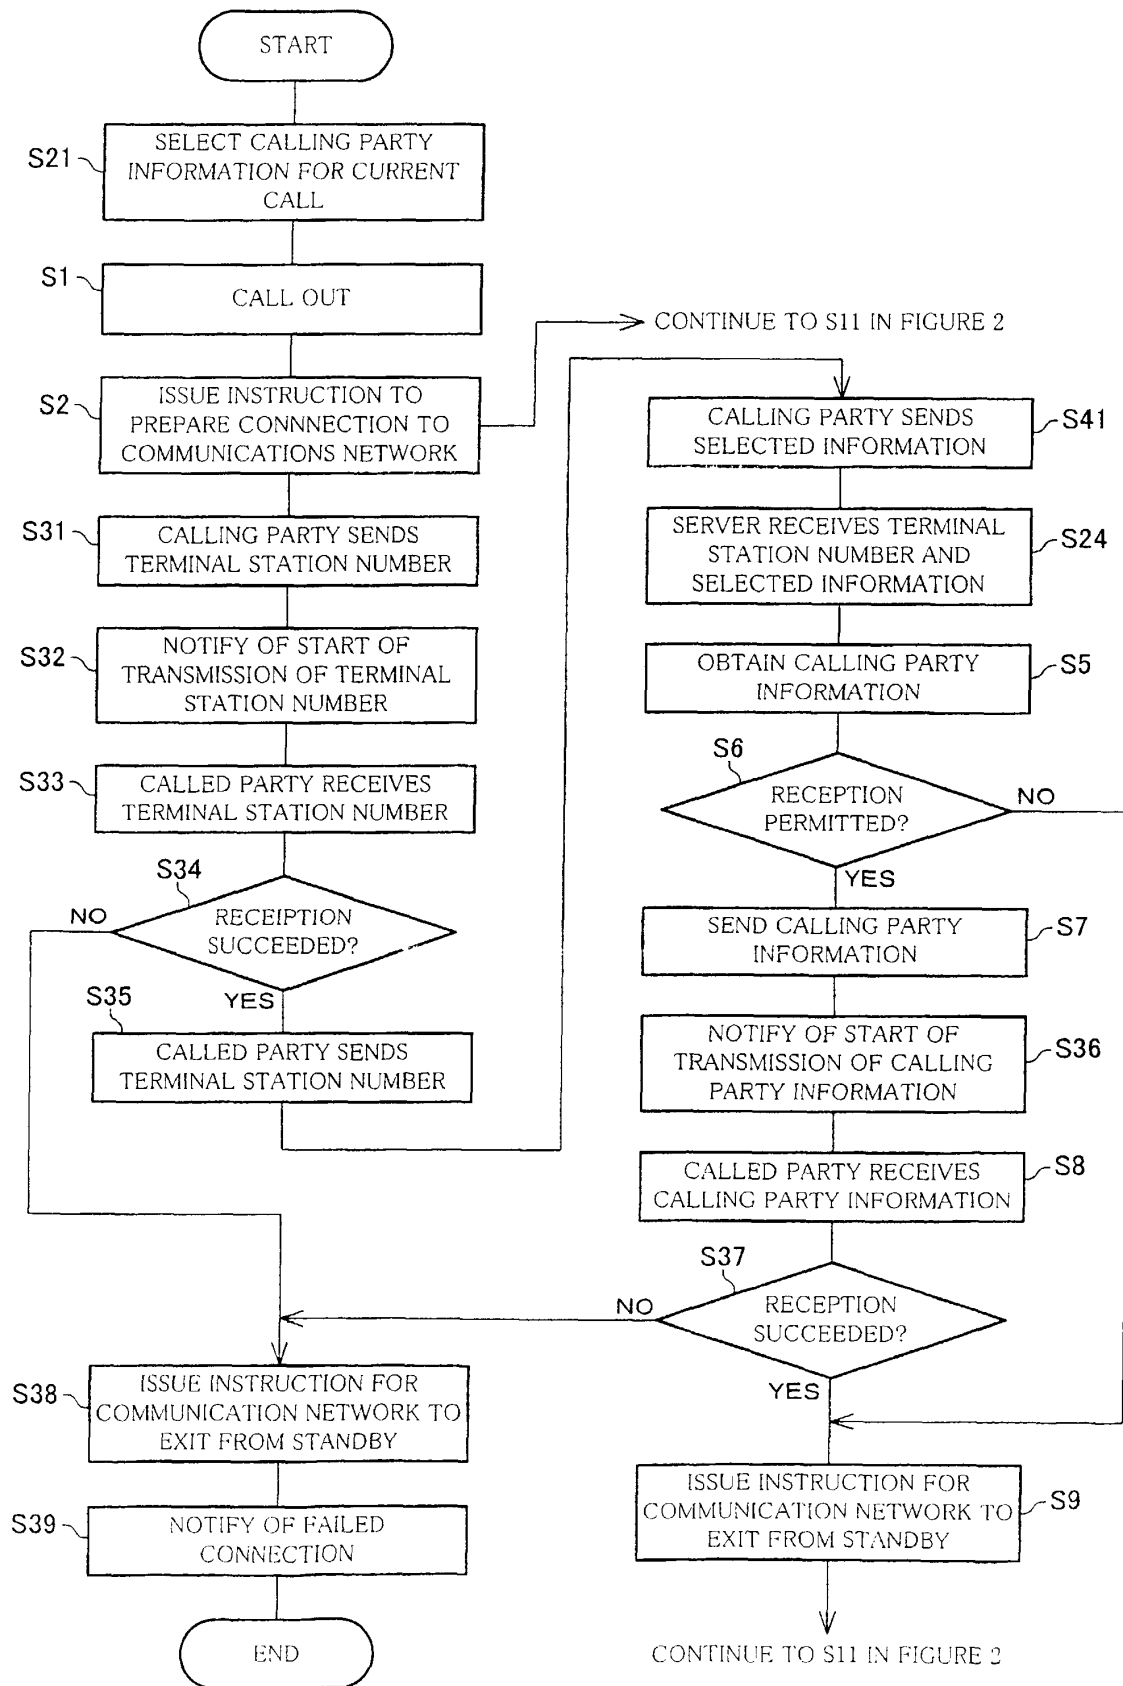 START
S21
SELECT CALLING PARTY
INFORMATION FOR CURRENT
CALL
S1
CALL OUT
CONTINUE TO S11 IN FIGURE 2
S2
ISSUE INSTRUCTION TO
PREPARE CONNNECTION TO
COMMUNICATIONS NETWORK
S31
CALLING PARTY SENDS
TERMINAL STATION NUMBER
S32
NOTIFY OF START OF
TRANSMISSION OF TERMINAL
STATION NUMBER
S33
CALLED PARTY RECEIVES
TERMINAL STATION NUMBER
S34
NO
RECEIPTION
SUCCEEDED?
YES
S35
CALLED PARTY SENDS
TERMINAL STATION NUMBER
CALLING PARTY SENDS
SELECTED INFORMATION
S41
SERVER RECEIVES TERMINAL
STATION NUMBER AND
SELECTED INFORMATION
S24
OBTAIN CALLING PARTY
INFORMATION
S5
S6
RECEPTION
PERMITTED?
NO
YES
SEND CALLING PARTY
INFORMATION
S7
NOTIFY OF START OF
TRANSMISSION OF CALLING
PARTY INFORMATION
S36
CALLED PARTY RECEIVES
CALLING PARTY INFORMATION
S8
S37
NO
RECEPTION
SUCCEEDED?
YES
S38
ISSUE INSTRUCTION FOR
COMMUNICATION NETWORK TO
EXIT FROM STANDBY
S39
NOTIFY OF FAILED
CONNECTION
END
ISSUE INSTRUCTION FOR
COMMUNICATION NETWORK TO
EXIT FROM STANDBY
S9
CONTINUE TO S11 IN FIGURE 2